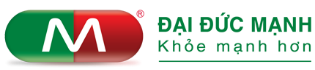 M ®
ĐẠI ĐỨC MẠNH
Khỏe mạnh hơn